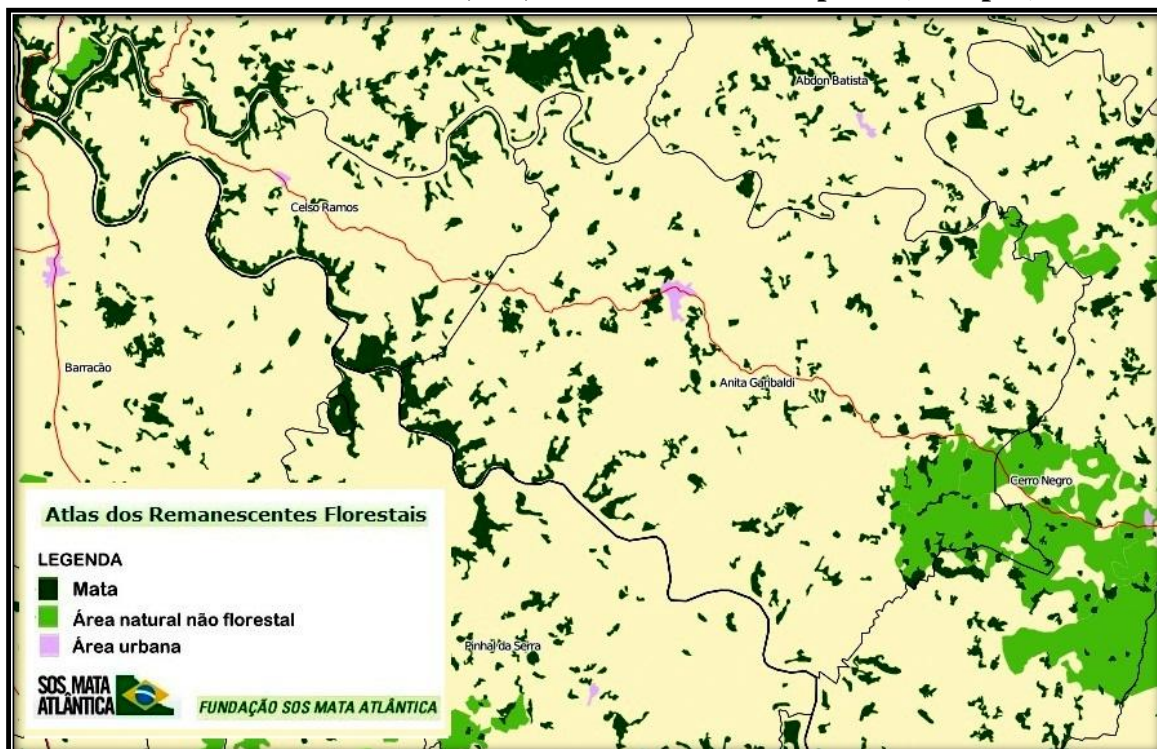 Abdon Batista
Celso Ramos
Barracão
Anita Garibaldi
Cerro Negro
Pinhal da Serra
Atlas dos Remanescentes Florestais
LEGENDA
Mata
Área natural não florestal
Área urbana
SOS MATA
ATLÂNTICA
FUNDAÇÃO SOS MATA ATLÂNTICA